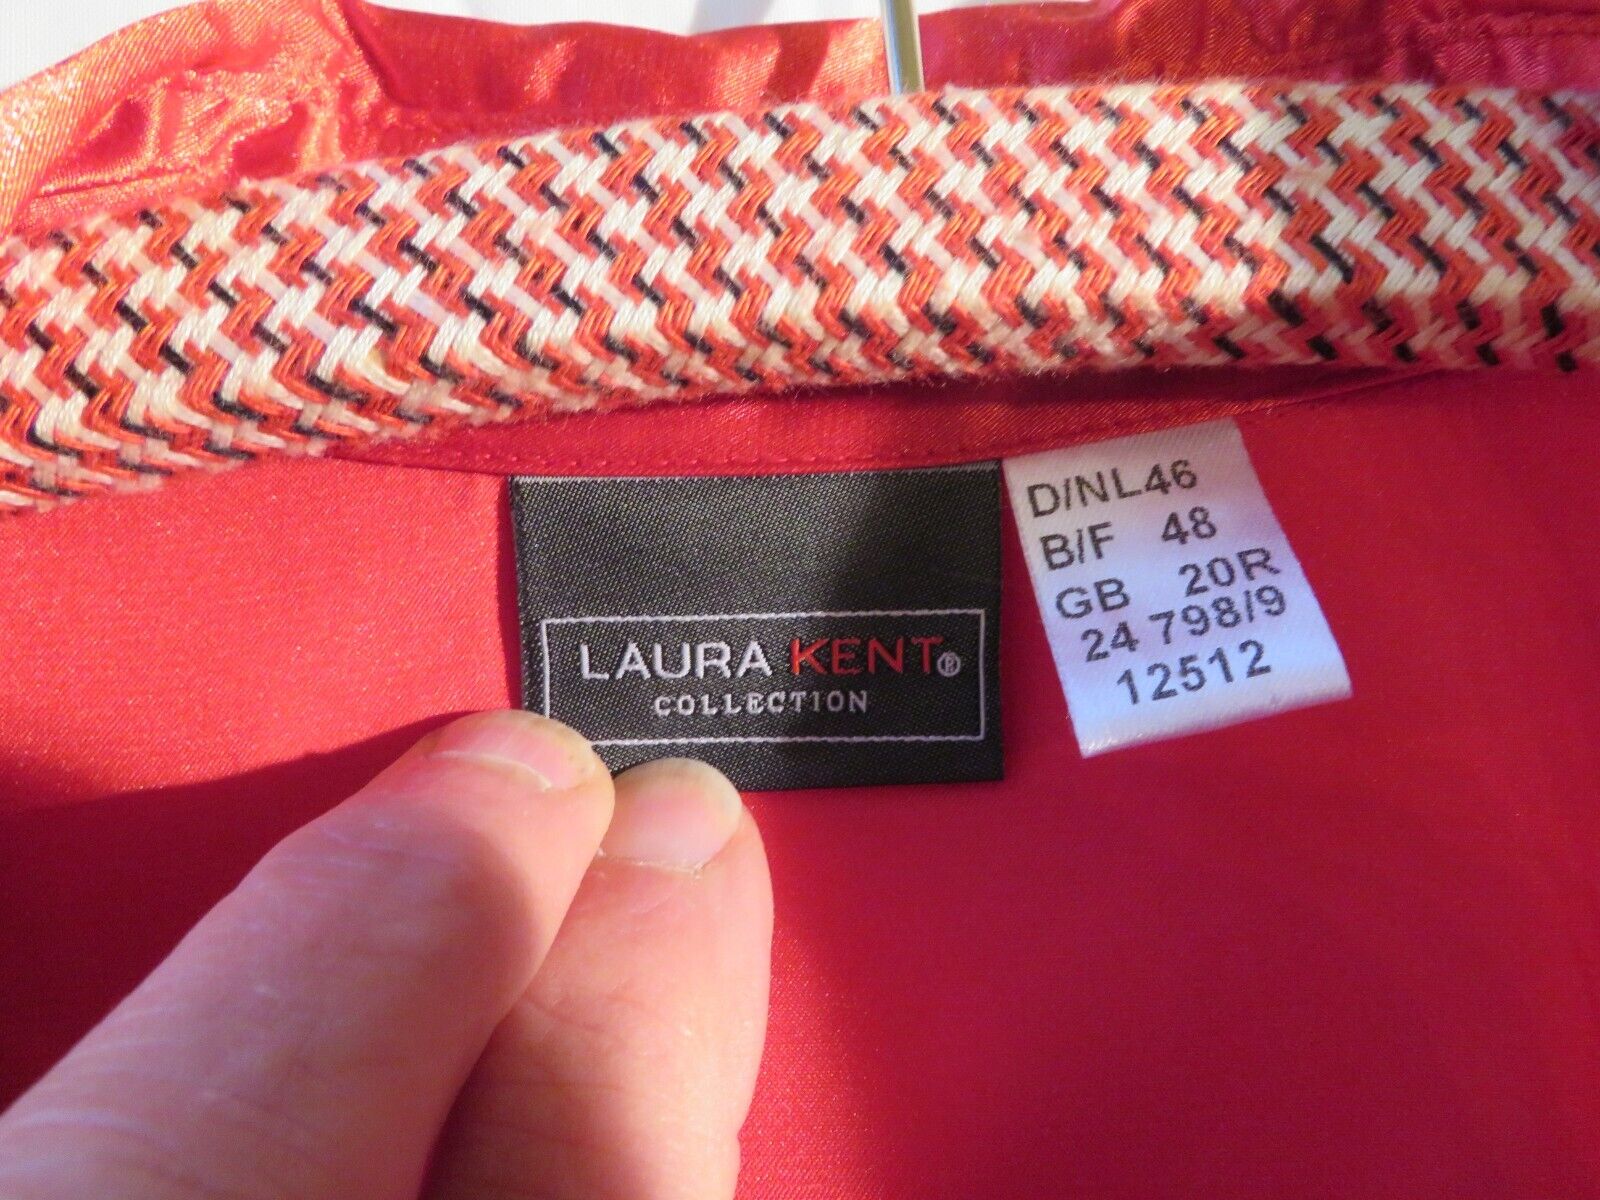 LAURA KENT®
COLLECTION
D/NL46
B/F 48
GB 20R
24 798/9
12512